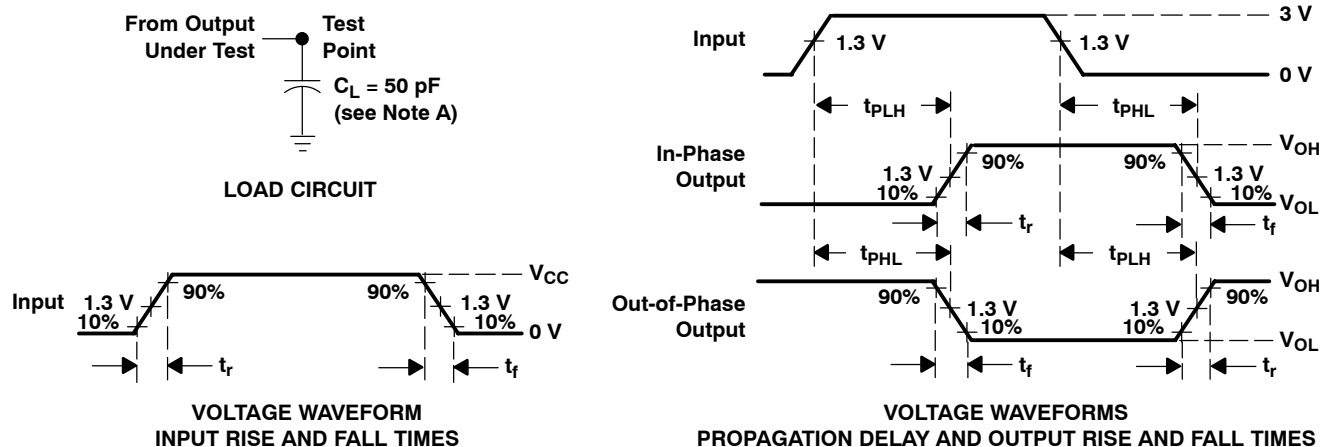 From Output
Under Test
Test
Point
CL = 50 pF
(see Note A)
LOAD CIRCUIT
Input
1.3 V
10%
90%
90%
1.3 V
10%
VCC
0 V
tr
tf
VOLTAGE WAVEFORM
INPUT RISE AND FALL TIMES
Input
1.3 V
1.3 V
3 V
0 V
tPLH
tPHL
In-Phase
Output
1.3 V
10%
90%
90%
1.3 V
10%
VOH
VOL
tr
tf
tPHL
tPLH
Out-of-Phase
Output
90%
1.3 V
10%
1.3 V
10%
90%
VOH
VOL
tf
tr
VOLTAGE WAVEFORMS
PROPAGATION DELAY AND OUTPUT RISE AND FALL TIMES